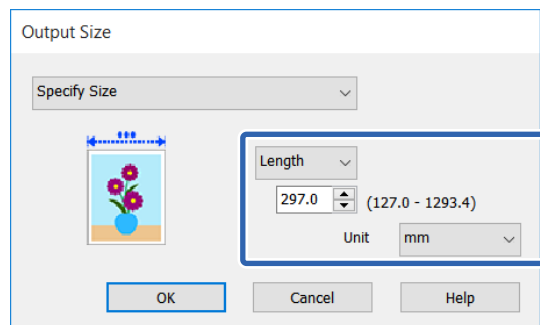 Output Size
Specify Size
Length
297.0 (127.0 - 1293.4)
Unit mm
OK Cancel Help